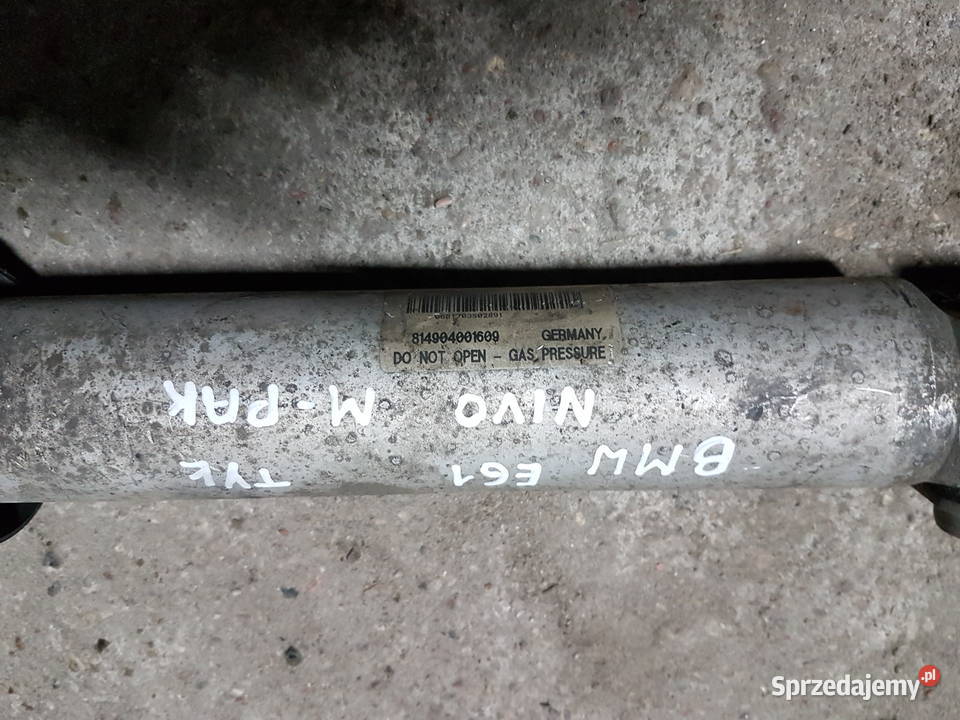 814904001609 GERMANY
DO NOT OPEN - GAS PRESSURE
BMW E61 TYŁ
NIVO M-PAK
Sprzedajemy.pl